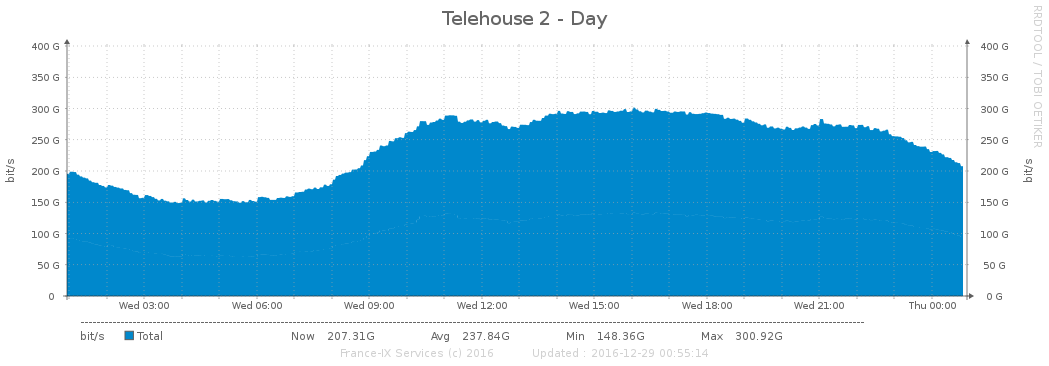 Telehouse 2 - Day
RRDTOOL / TOBI OETIKER
400 G 400 G
350 G 350 G
300 G 300 G
250 G 250 G
200 G 200 G
150 G 150 G
100 G 100 G
50 G 50 G
0 0 G
bit/s
bit/s
Wed 03:00 Wed 06:00 Wed 09:00 Wed 12:00 Wed 15:00 Wed 18:00 Wed 21:00 Thu 00:00
bit/s Total Now 207.31G Avg 237.84G Min 148.36G Max 300.92G
France-IX Services (c) 2016 Updated : 2016-12-29 00:55:14